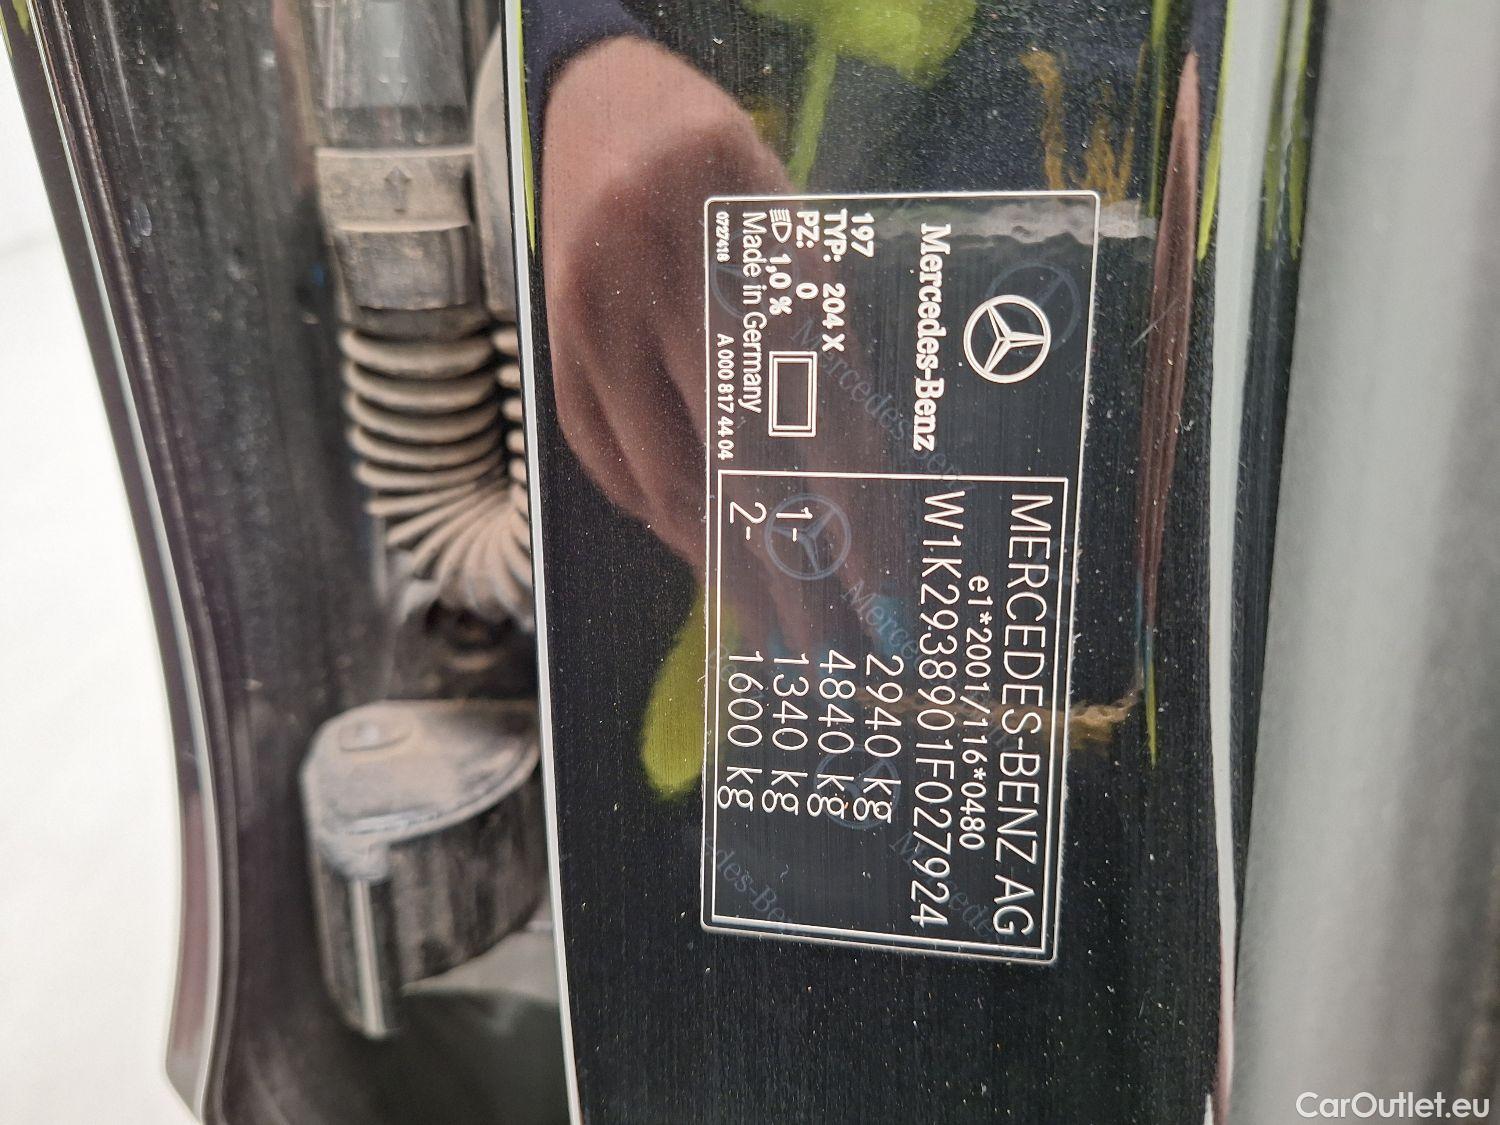 Mercedes-Benz
197
TYP: 204 X
PZ: 0
1,0 %
Made in Germany
0727418 A 000 817 44 04
MERCEDES-BENZ AG
e1*2001/116*0480
W1K2938901F027924
2940 kg
4840 kg
1- 1340 kg
2- 1600 kg
CarOutlet.eu